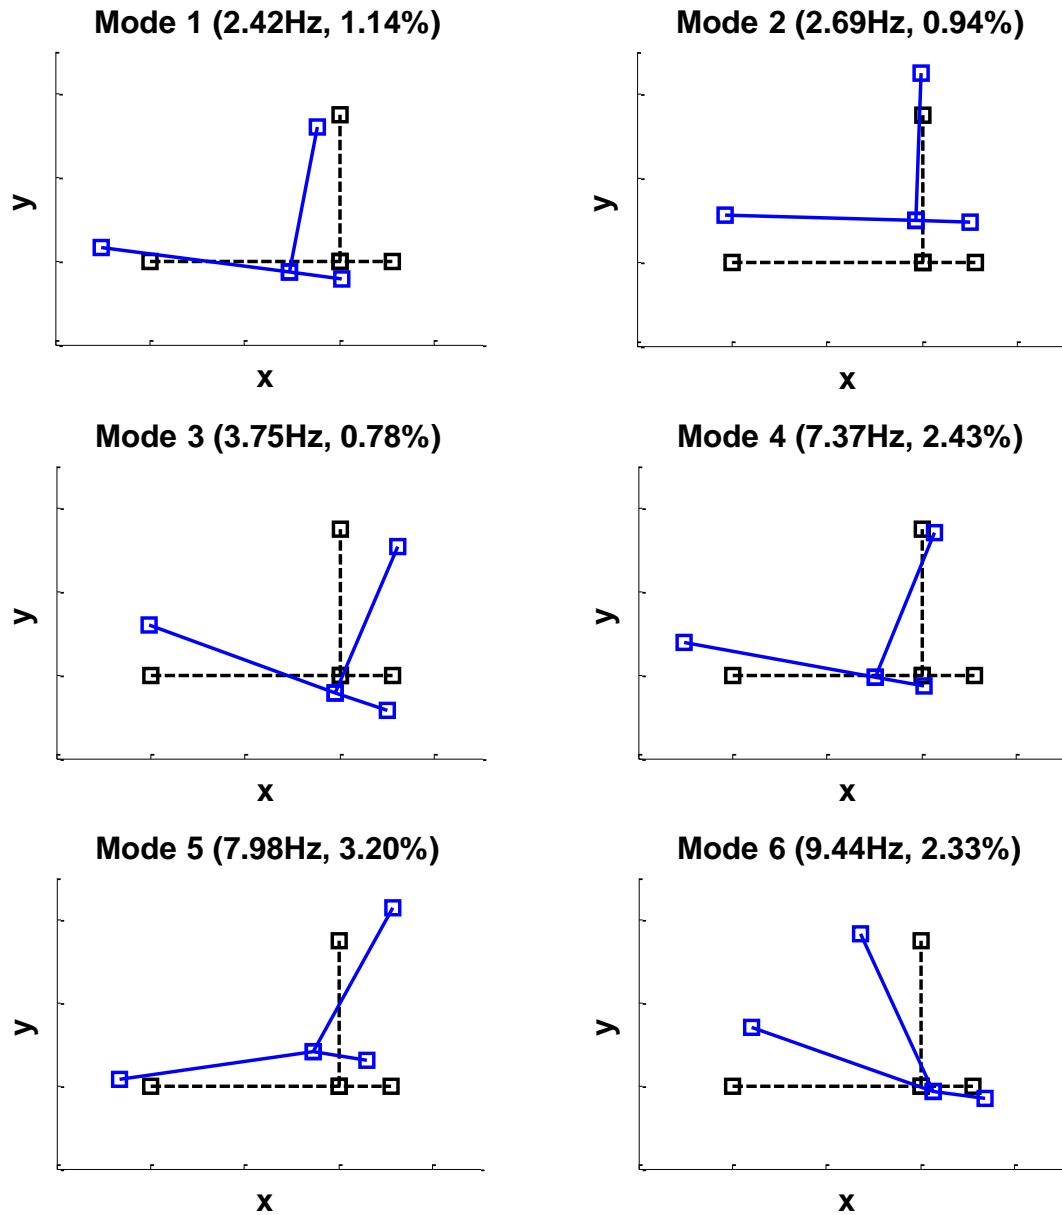 Mode 1 (2.42Hz, 1.14%)
Mode 2 (2.69Hz, 0.94%)
y
y
x
x
Mode 3 (3.75Hz, 0.78%)
Mode 4 (7.37Hz, 2.43%)
y
y
x
x
Mode 5 (7.98Hz, 3.20%)
Mode 6 (9.44Hz, 2.33%)
y
y
x
x